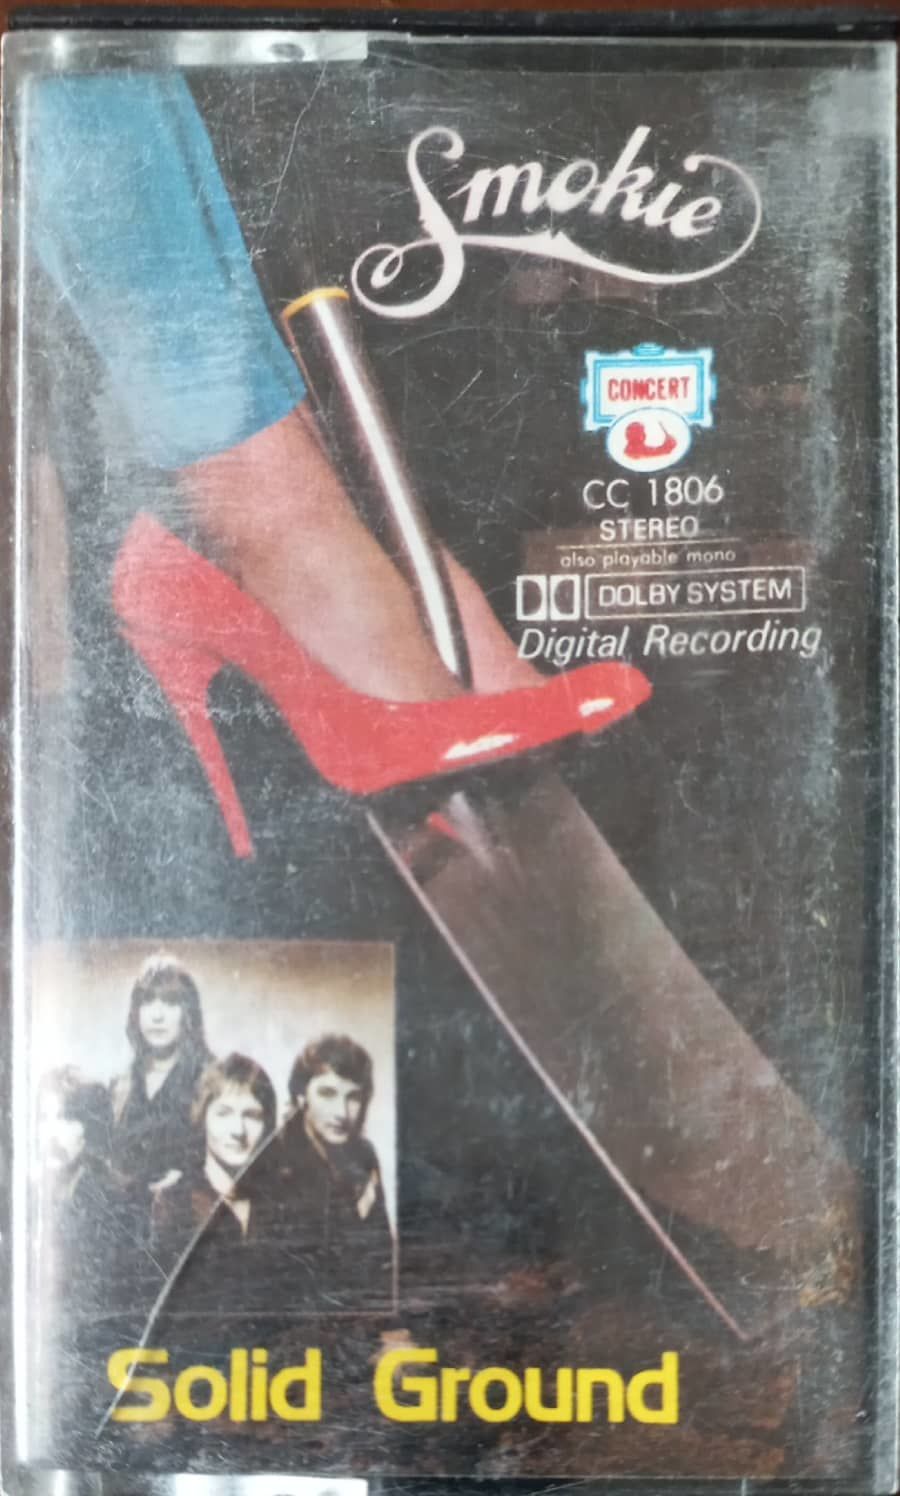 Smokie
CONCERT
CC 1806
STEREO
also playable mono
DOLBY SYSTEM
Digital Recording
Solid Ground